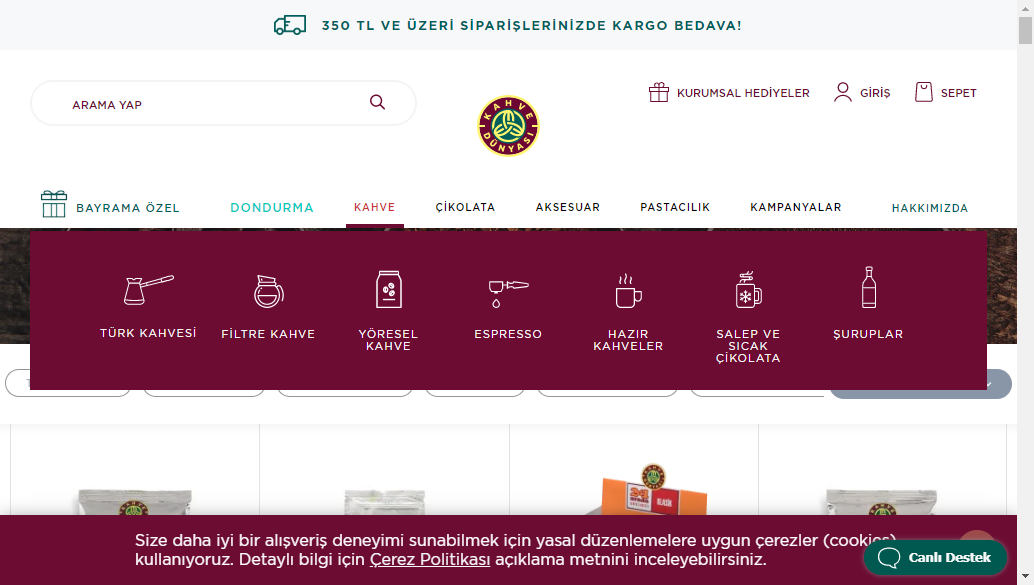 350 TL VE ÜZERİ SİPARİŞLERİNİZDE KARGO BEDAVA!
ARAMA YAP
KAHVE DÜNYASI
KURUMSAL HEDİYELER
GİRİŞ
SEPET
BAYRAMA ÖZEL
DONDURMA
KAHVE
ÇİKOLATA
AKSESUAR
PASTACILIK
KAMPANYALAR
HAKKIMIZDA
TÜRK KAHVESİ
FİLTRE KAHVE
YÖRESEL
KAHVE
ESPRESSO
HAZIR
KAHVELER
SALEP VE
SICAK
ÇİKOLATA
ŞURUPLAR
Size daha iyi bir alışveriş deneyimi sunabilmek için yasal düzenlemelere uygun çerezler (cookies)
kullanıyoruz. Detaylı bilgi için Çerez Politikası açıklama metnini inceleyebilirsiniz.
Canlı Destek